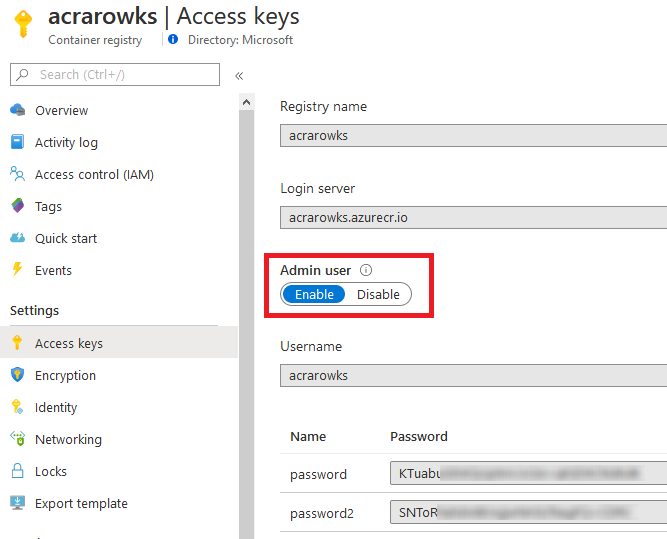 acrarowks | Access keys
Container registry
Directory: Microsoft
Search (Ctrl+/)
«
Overview
Activity log
Access control (IAM)
Tags
Quick start
Events
Settings
Access keys
Encryption
Identity
Networking
Locks
Export template
Registry name
acrarowks
Login server
acrarowks.azurecr.io
Admin user
Enable Disable
Username
acrarowks
Name Password
password KTuabu
password2 SNToR